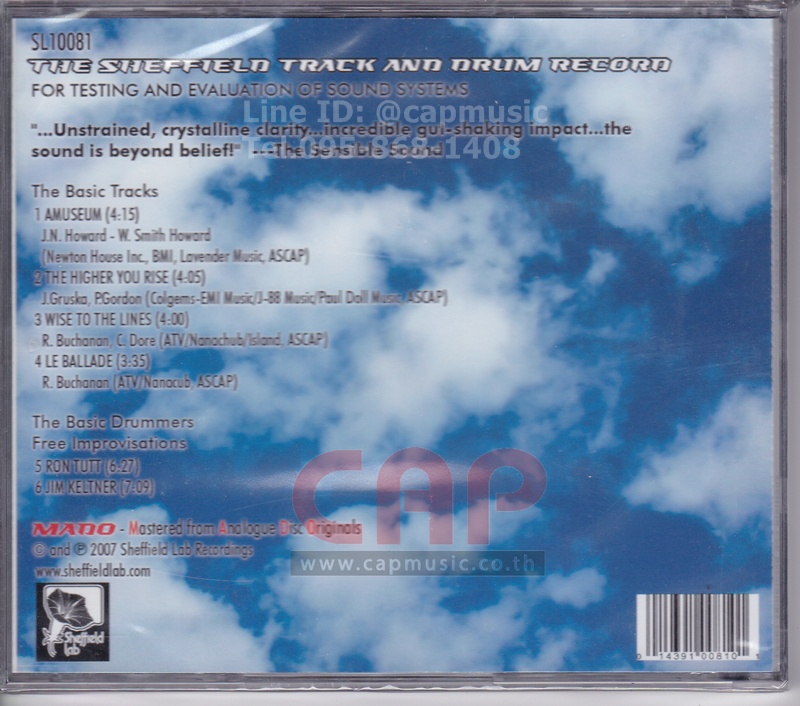 SL10081
THE SHEFFIELD TRACK AND DRUM RECORD
FOR TESTING AND EVALUATION OF SOUND SYSTEMS
Line ID: @capmusic
"...Unstrained, crystalline clarity...incredible gui-shaking impact...the
sound is beyond belief!" ---The Sensible Sound
1408
The Basic Tracks
1 AMUSEUM (4:15)
J.N. Howard - W. Smith Howard
(Newton House Inc., BMI, Lavender Music, ASCAP)
2 THE HIGHER YOU RISE (4-05)
J.Gruska, P.Gordon (Colgems-EMI Music/J-88 Music/Paul Doll Music, ASCAP)
3 WISE TO THE LINES (4-00)
R. Buchanan, C. Dore (ATV/Nanachub/Island, ASCAP)
4 LE BALLADE (3-35)
R. Buchanan (ATV/Nanacub, ASCAP)
The Basic Drummers
Free Improvisations
5 RON TUTT (6:27)
6 JIM KELTNER (7-09)
CAP
MADO - Mastered from Analogue Disc Originals
© and ℗ 2007 Sheffield Lab Recordings
www.capmusic.co.th
www.sheffieldlab.com
Sheffield
Lab
0 14391 00810 1